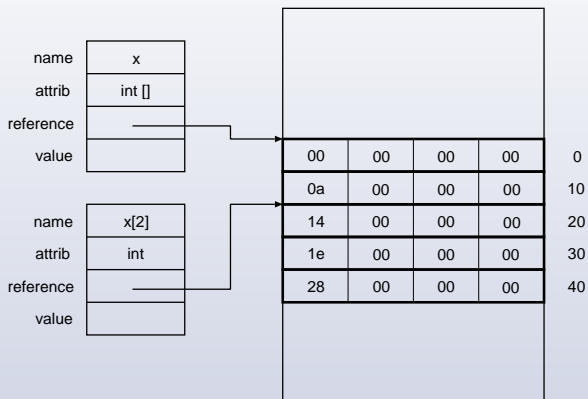 name x
attrib int []
reference
value
00 00 00 00 0
0a 00 00 00 10
name x[2]
14 00 00 00 20
attrib int
1e 00 00 00 30
reference
28 00 00 00 40
value